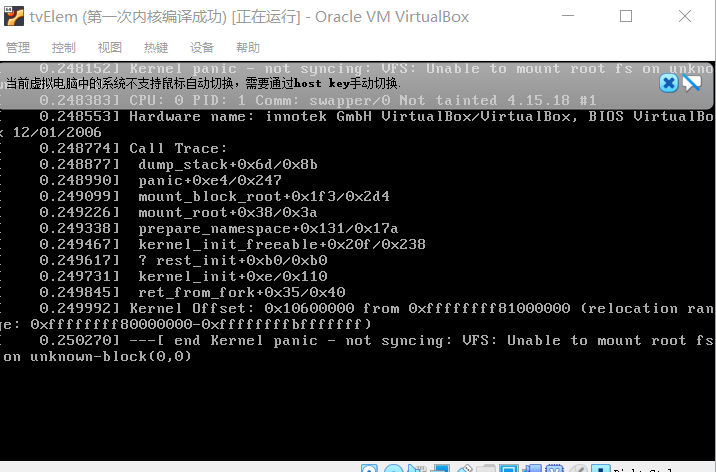 tvElem (第一次内核编译成功) [正在运行] - Oracle VM VirtualBox
管理 控制 视图 热键 设备 帮助
0.248152] Kernel panic - not syncing: VFS: Unable to mount root fs on unkno
当前虚拟电脑中的系统不支持鼠标自动切换，需要通过host key手动切换.
[    0.248383] CPU: 0 PID: 1 Comm: swapper/0 Not tainted 4.15.18 #1
[    0.248553] Hardware name: innotek GmbH VirtualBox/VirtualBox, BIOS VirtualBo
x 12/01/2006
[    0.248774] Call Trace:
[    0.248877]  dump_stack+0x6d/0x8b
[    0.248990]  panic+0xe4/0x247
[    0.249099]  mount_block_root+0x1f3/0x2d4
[    0.249226]  mount_root+0x38/0x3a
[    0.249338]  prepare_namespace+0x131/0x17a
[    0.249467]  kernel_init_freeable+0x20f/0x238
[    0.249617]  ? rest_init+0xb0/0xb0
[    0.249731]  kernel_init+0xe/0x110
[    0.249845]  ret_from_fork+0x35/0x40
[    0.249992] Kernel Offset: 0x10600000 from 0xffffffff81000000 (relocation ran
ge: 0xffffffff80000000-0xffffffffbfffffff)
[    0.250270] ---[ end Kernel panic - not syncing: VFS: Unable to mount root fs
on unknown-block(0,0)